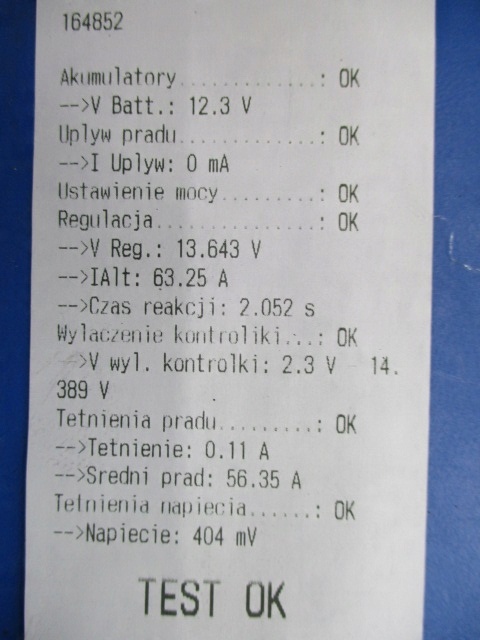 164852
Akumulatory............: OK
-->V Batt.: 12.3 V
Uplyw pradu............: OK
-->I Uplyw: 0 mA
Ustawienie mocy........: OK
Regulacja..............: OK
-->V Reg.: 13.643 V
-->IAlt: 63.25 A
-->Czas reakcji: 2.052 s
Wylaczenie kontroliki..: OK
-->V wyl. kontrolki: 2.3 V - 14.
389 V
Tetnienia pradu........: OK
-->Tetnienie: 0.11 A
-->Sredni prad: 56.35 A
Tetnienia napiecia.....: OK
-->Napiecie: 404 mV
TEST OK